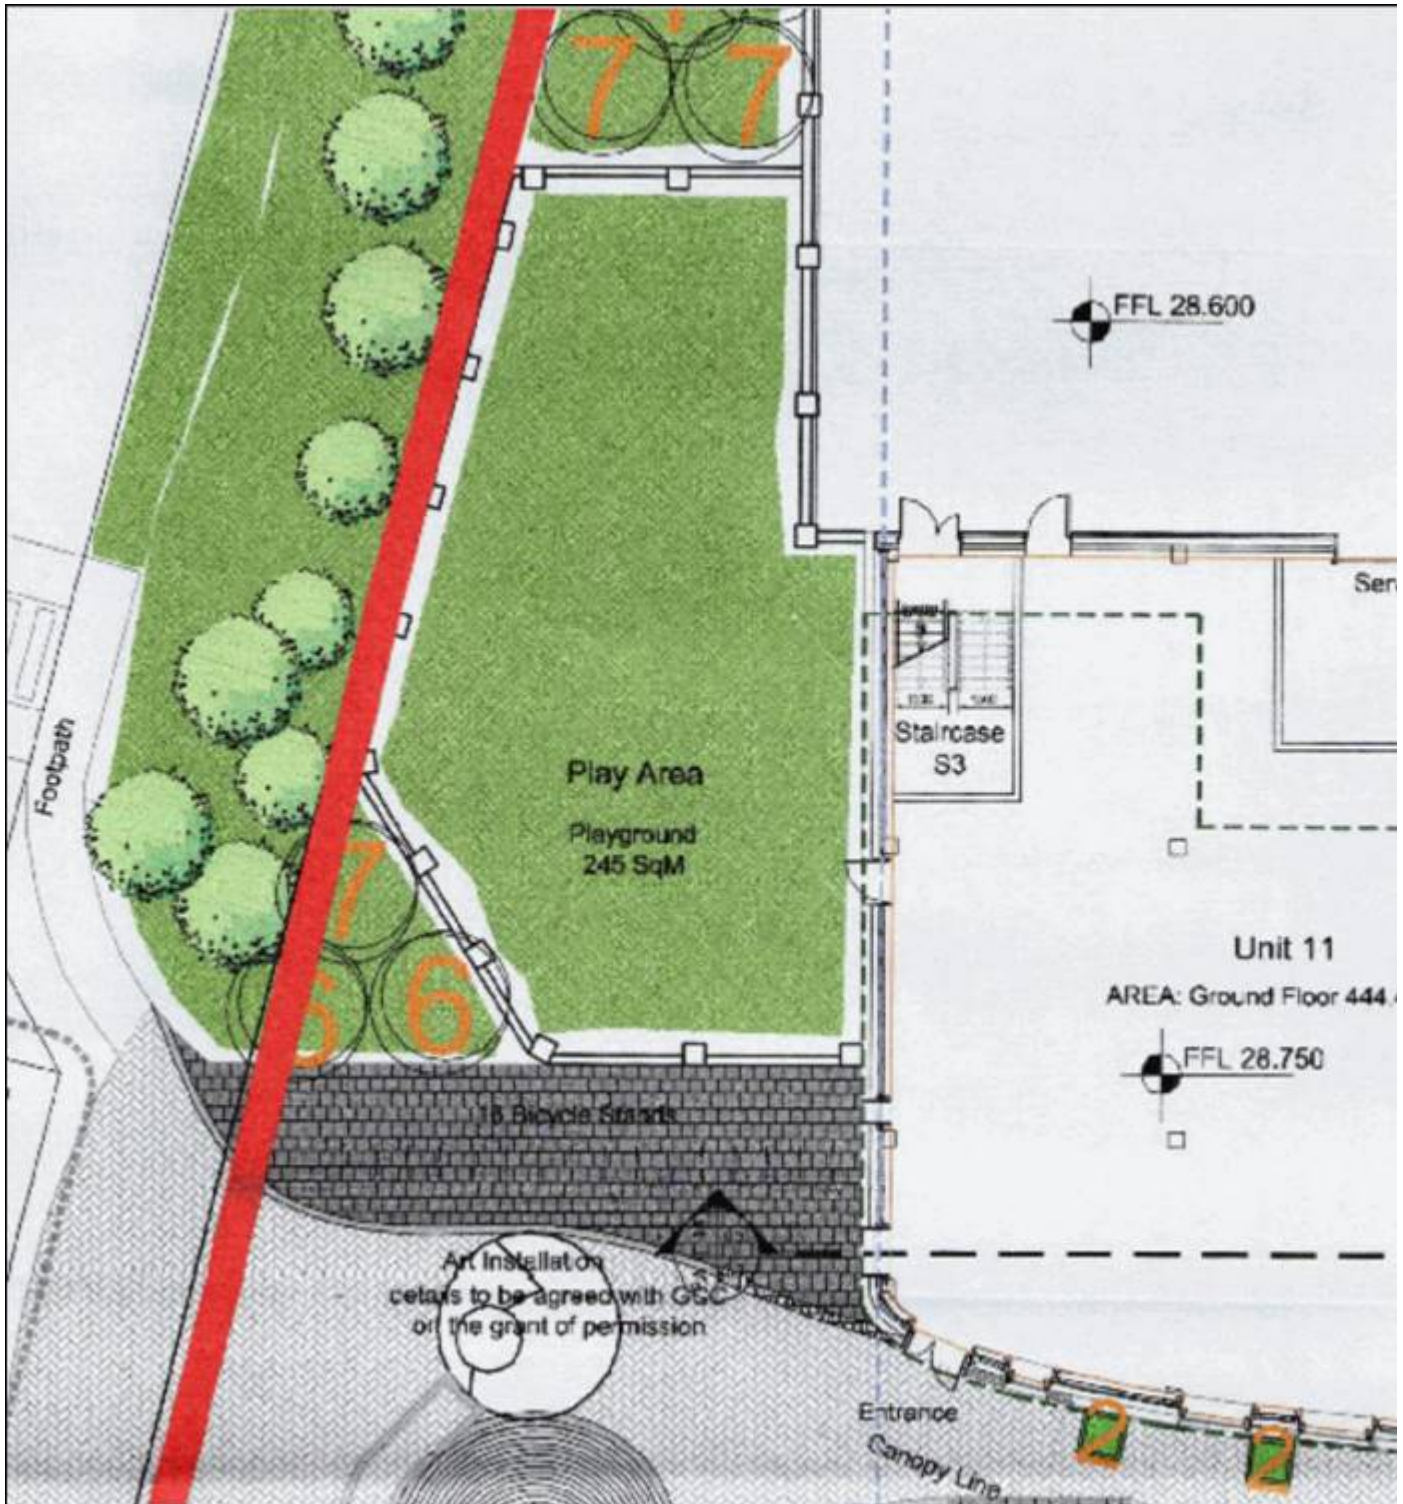 7
7
FFL 28.600
Staircase
S3
Play Area
Playground
245 SqM
Footpath
7
6
6
Unit 11
AREA: Ground Floor 444.
FFL 28.750
16 Bicycle Stands
Art Installation
details to be agreed with GCC
on the grant of permission
Entrance
Canopy Line
2
2